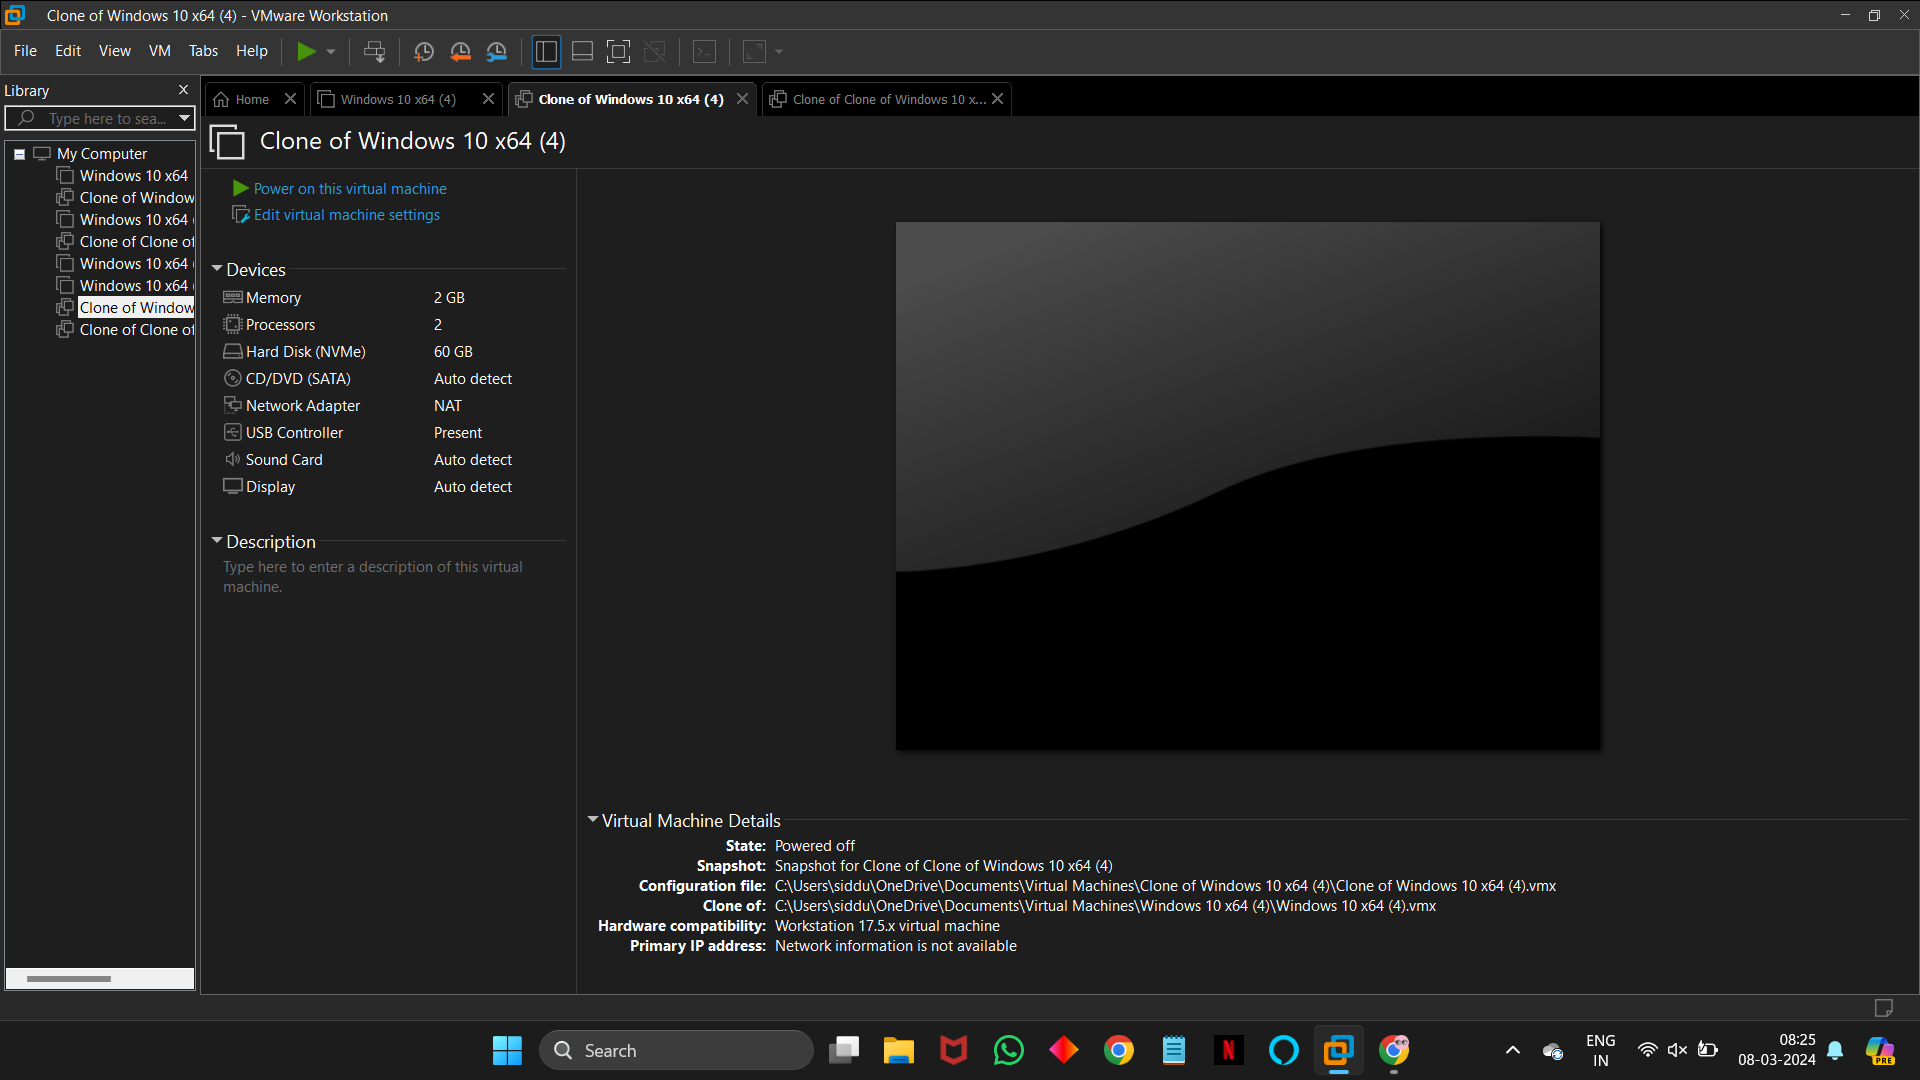 Clone of Windows 10 x64 (4) - VMware Workstation
File Edit View VM Tabs Help
Library
Type here to sea...
My Computer
Windows 10 x64
Clone of Window
Windows 10 x64
Clone of Clone of
Windows 10 x64
Windows 10 x64
Clone of Window
Clone of Clone of
Home
Windows 10 x64 (4)
Clone of Windows 10 x64 (4)
Clone of Clone of Windows 10 x...
Clone of Windows 10 x64 (4)
Power on this virtual machine
Edit virtual machine settings
Devices
Memory 2 GB
Processors 2
Hard Disk (NVMe) 60 GB
CD/DVD (SATA) Auto detect
Network Adapter NAT
USB Controller Present
Sound Card Auto detect
Display Auto detect
Description
Type here to enter a description of this virtual
machine.
Virtual Machine Details
State: Powered off
Snapshot: Snapshot for Clone of Clone of Windows 10 x64 (4)
Configuration file: C:\Users\siddu\OneDrive\Documents\Virtual Machines\Clone of Windows 10 x64 (4)\Clone of Windows 10 x64 (4).vmx
Clone of: C:\Users\siddu\OneDrive\Documents\Virtual Machines\Windows 10 x64 (4)\Windows 10 x64 (4).vmx
Hardware compatibility: Workstation 17.5.x virtual machine
Primary IP address: Network information is not available
Search
N
ENG
IN
08:25
08-03-2024
PRE